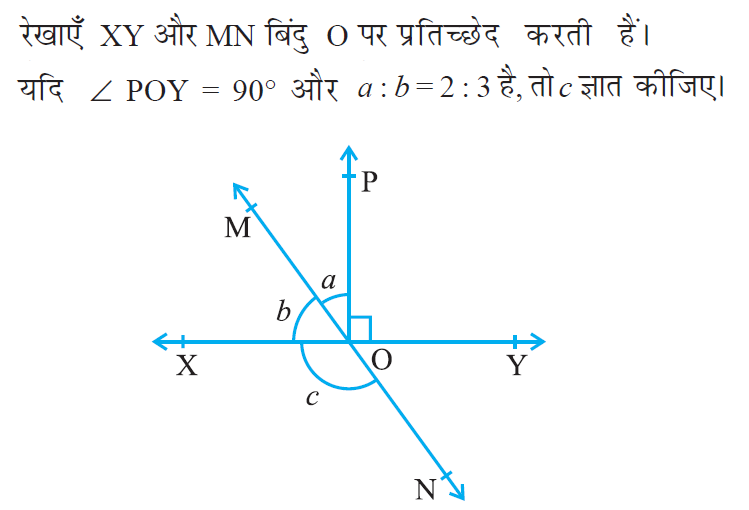 रेखाएँ XY और MN बिंदु O पर प्रतिच्छेद करती हैं।
यदि ∠ POY = 90° और a : b = 2 : 3 है, तो c ज्ञात कीजिए।
P
M
a
b
X
O
Y
c
N